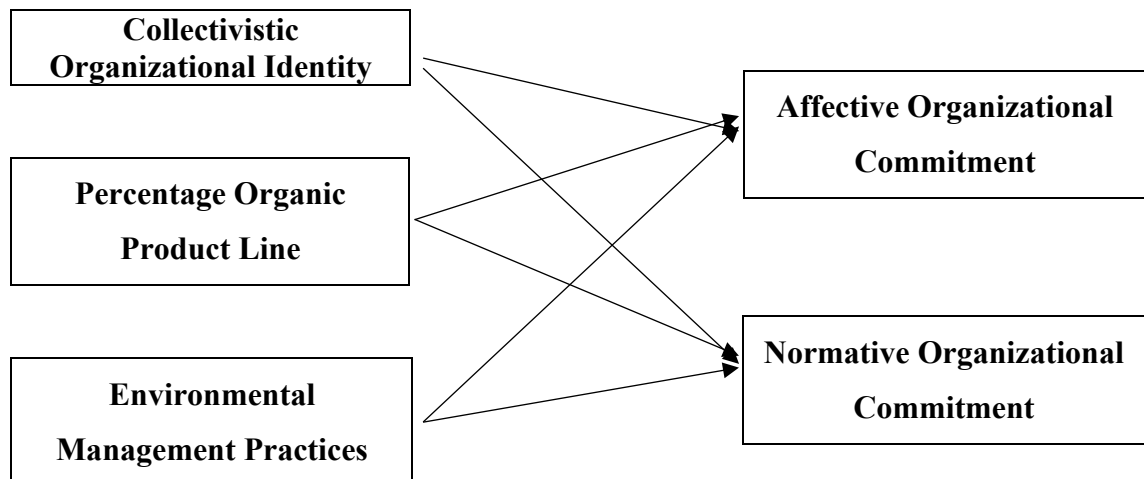 Collectivistic
Organizational Identity
Percentage Organic
Product Line
Environmental
Management Practices
Affective Organizational
Commitment
Normative Organizational
Commitment